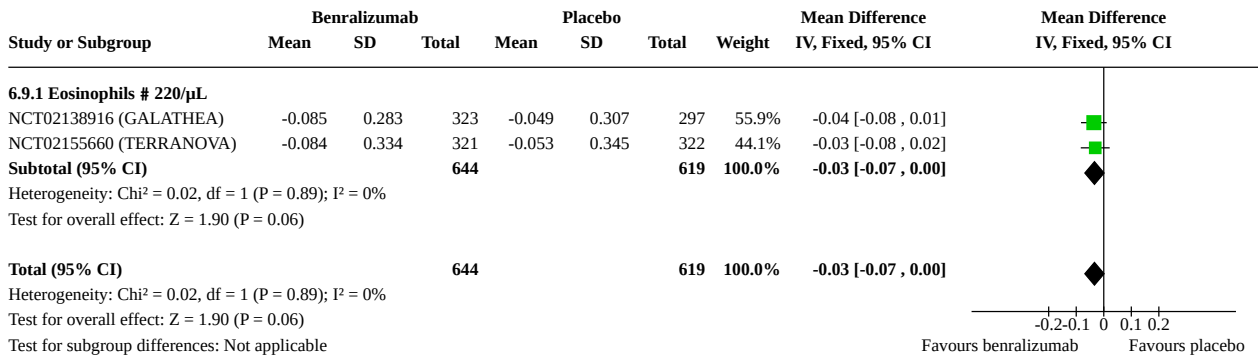 Benralizumab Placebo Mean Difference Mean Difference
Study or Subgroup Mean SD Total Mean SD Total Weight IV, Fixed, 95% CI IV, Fixed, 95% CI
6.9.1 Eosinophils # 220/µL
NCT02138916 (GALATHEA) -0.085 0.283 323 -0.049 0.307 297 55.9% -0.04 [-0.08 , 0.01]
NCT02155660 (TERRANOVA) -0.084 0.334 321 -0.053 0.345 322 44.1% -0.03 [-0.08 , 0.02]
Subtotal (95% CI) 644 619 100.0% -0.03 [-0.07 , 0.00]
Heterogeneity: Chi² = 0.02, df = 1 (P = 0.89); I² = 0%
Test for overall effect: Z = 1.90 (P = 0.06)
Total (95% CI) 644 619 100.0% -0.03 [-0.07 , 0.00]
Heterogeneity: Chi² = 0.02, df = 1 (P = 0.89); I² = 0%
Test for overall effect: Z = 1.90 (P = 0.06) -0.2 -0.1 0 0.1 0.2
Test for subgroup differences: Not applicable Favours benralizumab Favours placebo